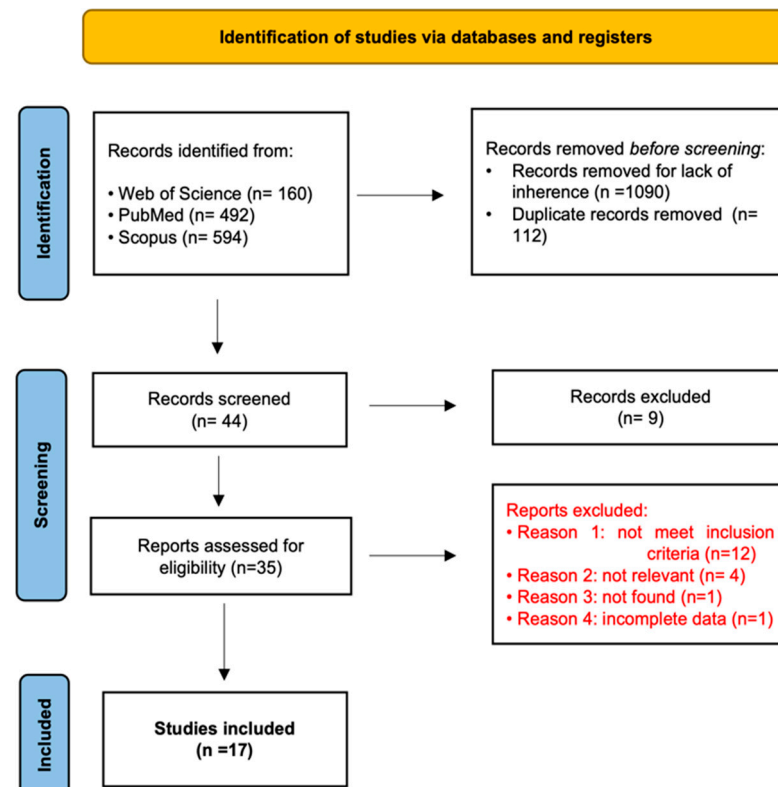 Identification of studies via databases and registers
Identification
Records identified from:
• Web of Science (n= 160)
• PubMed (n= 492)
• Scopus (n= 594)
Records removed before screening:
• Records removed for lack of
inherence (n =1090)
• Duplicate records removed (n=
112)
Screening
Records screened
(n= 44)
Records excluded
(n= 9)
Reports assessed for
eligibility (n=35)
Reports excluded:
• Reason 1: not meet inclusion
criteria (n=12)
• Reason 2: not relevant (n= 4)
• Reason 3: not found (n=1)
• Reason 4: incomplete data (n=1)
Included
Studies included
(n =17)